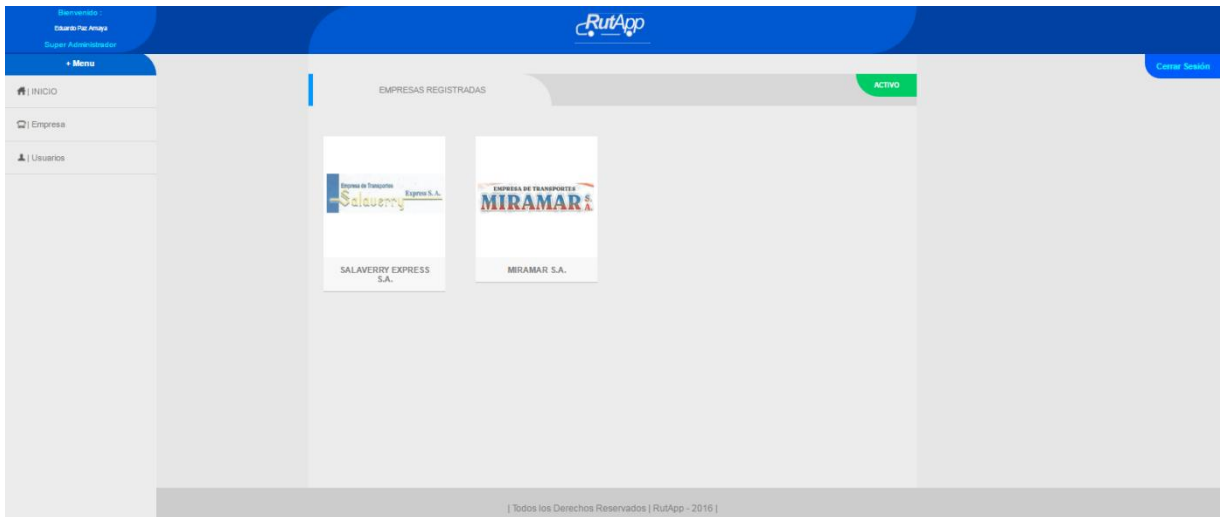 Bienvenido :
Eduardo Paz Amaya
Super Administrador
RutApp
+ Menu
Cerrar Sesión
| INICIO
| Empresa
| Usuarios
EMPRESAS REGISTRADAS
ACTIVO
Empresa de Transportes
Salaverry Express S. A.
EMPRESA DE TRANSPORTES
MIRAMAR S. A.
SALAVERRY EXPRESS
S.A.
MIRAMAR S.A.
| Todos los Derechos Reservados | RutApp - 2016 |